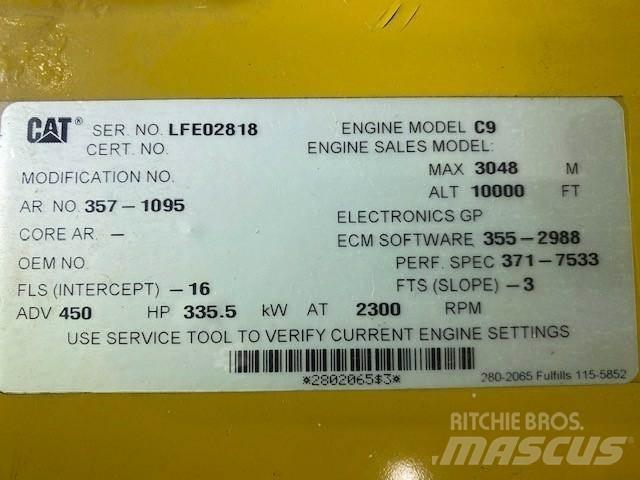 CAT SER. NO. LFE02818 ENGINE MODEL C9
CERT. NO. ENGINE SALES MODEL:
MODIFICATION NO. MAX 3048 M
ALT 10000 FT
AR NO. 357-1095 ELECTRONICS GP
CORE AR. - ECM SOFTWARE 355-2988
OEM NO. PERF. SPEC 371-7533
FLS (INTERCEPT) -16 FTS (SLOPE) -3
ADV 450 HP 335.5 kW AT 2300 RPM
USE SERVICE TOOL TO VERIFY CURRENT ENGINE SETTINGS
*2802065$3*
280-2065 Fulfills 115-5852
RITCHIE BROS.
MASCUS